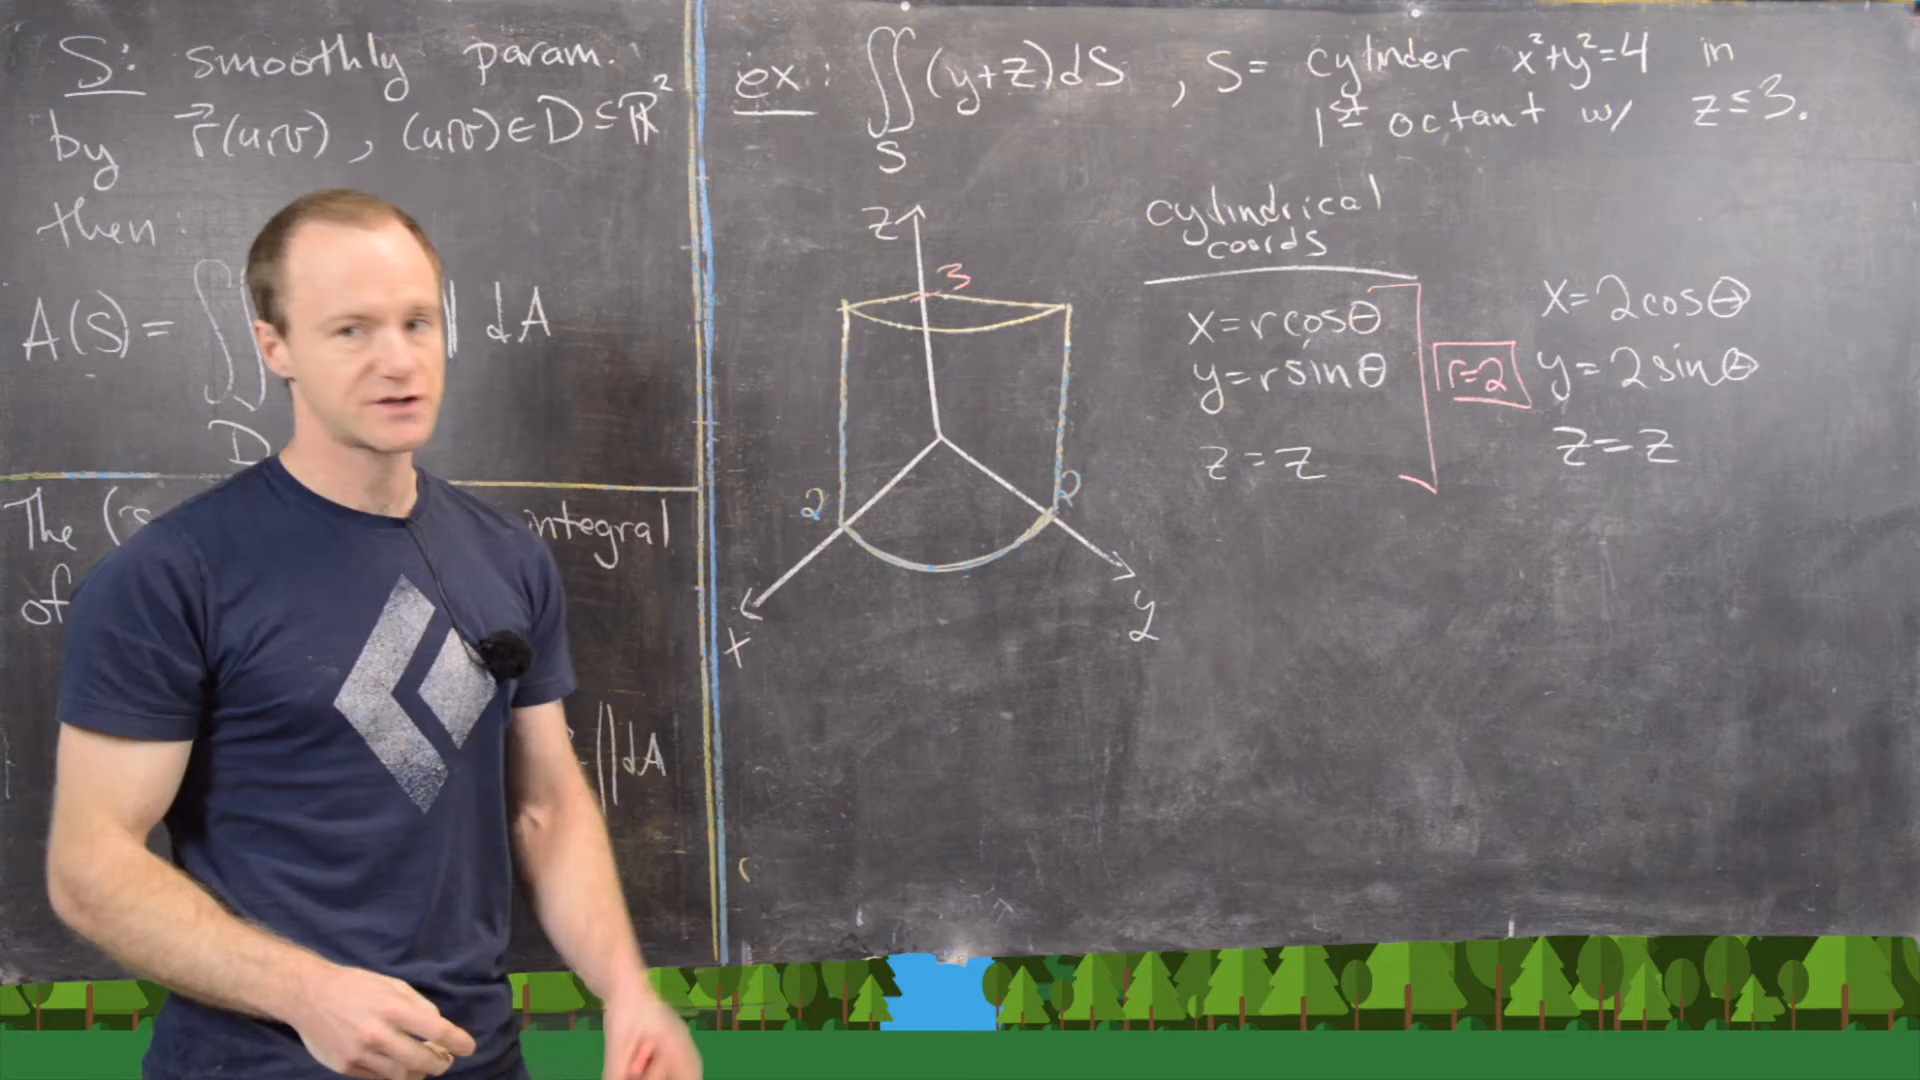 S: smoothly param.
by r⃗(u,v), (u,v)∈D⊆ℝ²
then:
A(S) = ∬ ‖ dA
D
The integral
of
‖dA
ex: ∬ (y+z)dS , S= cylinder x²+y²=4 in
S
1st octant w/ z≤3.
z
3
2
2
x
y
cylindrical
coords
x=rcosθ
y=rsinθ
z=z
r=2
x=2cosθ
y=2sinθ
z=z